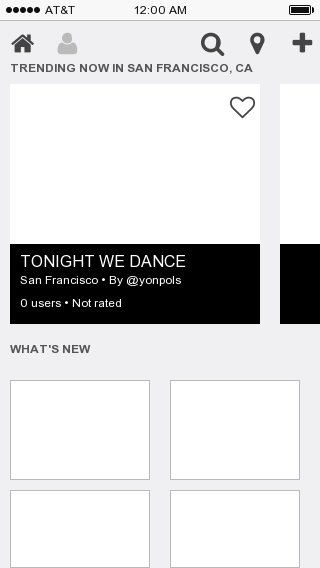 AT&T 12:00 AM
TRENDING NOW IN SAN FRANCISCO, CA
TONIGHT WE DANCE
San Francisco • By @yonpols
0 users • Not rated
WHAT'S NEW